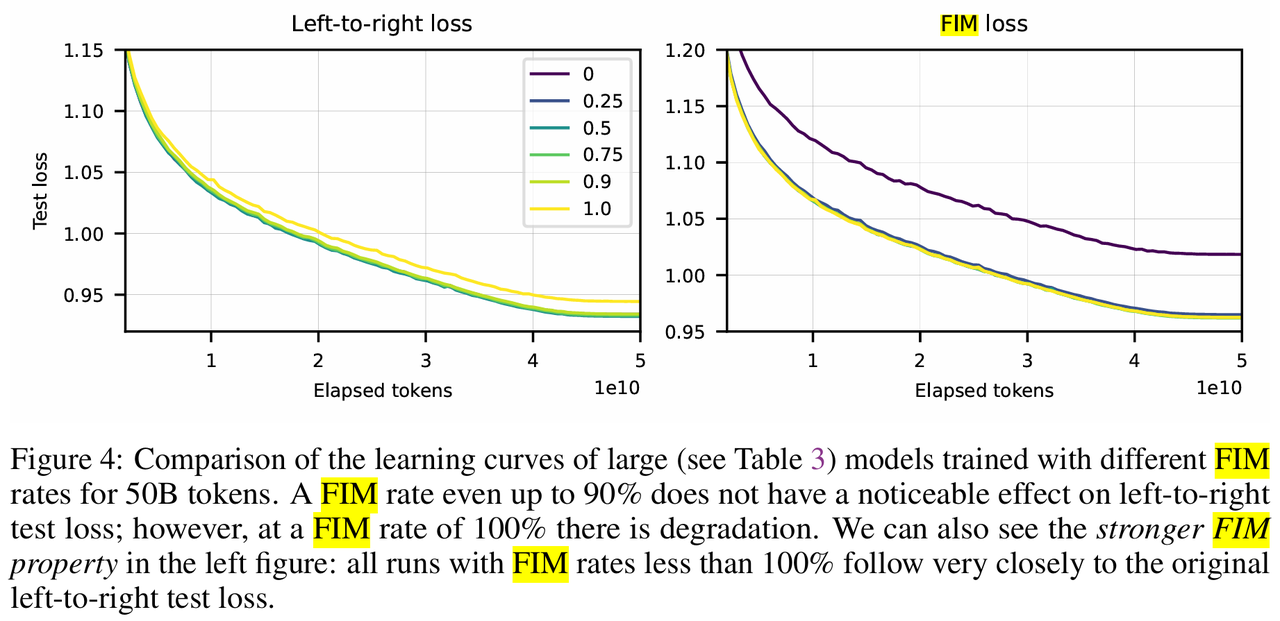 Left-to-right loss
1.15
1.10
1.05
1.00
0.95
Test loss
0
0.25
0.5
0.75
0.9
1.0
1
2
3
4
5
Elapsed tokens
1e10
FIM loss
1.20
1.15
1.10
1.05
1.00
0.95
1
2
3
4
5
Elapsed tokens
1e10
Figure 4: Comparison of the learning curves of large (see Table 3) models trained with different FIM
rates for 50B tokens. A FIM rate even up to 90% does not have a noticeable effect on left-to-right
test loss; however, at a FIM rate of 100% there is degradation. We can also see the stronger FIM
property in the left figure: all runs with FIM rates less than 100% follow very closely to the original
left-to-right test loss.